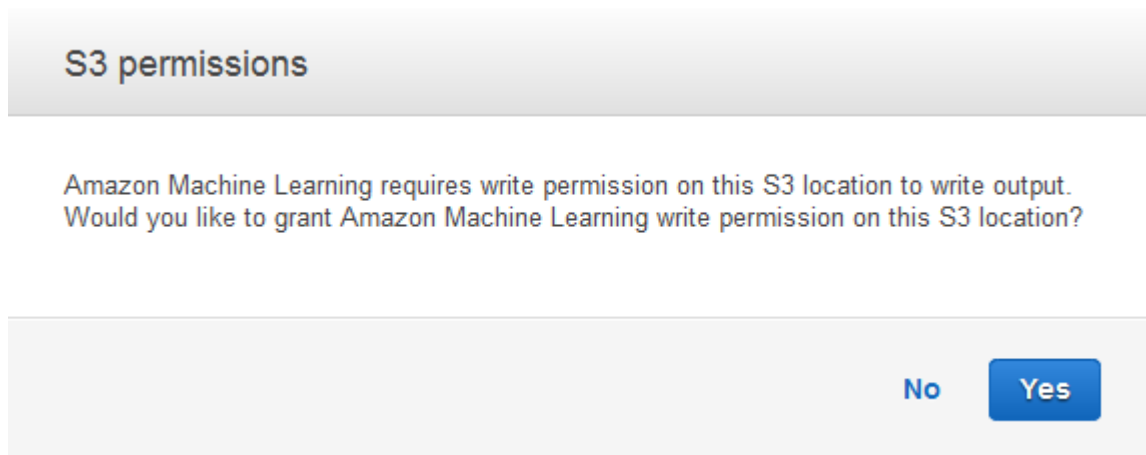 S3 permissions
Amazon Machine Learning requires write permission on this S3 location to write output.
Would you like to grant Amazon Machine Learning write permission on this S3 location?
No Yes